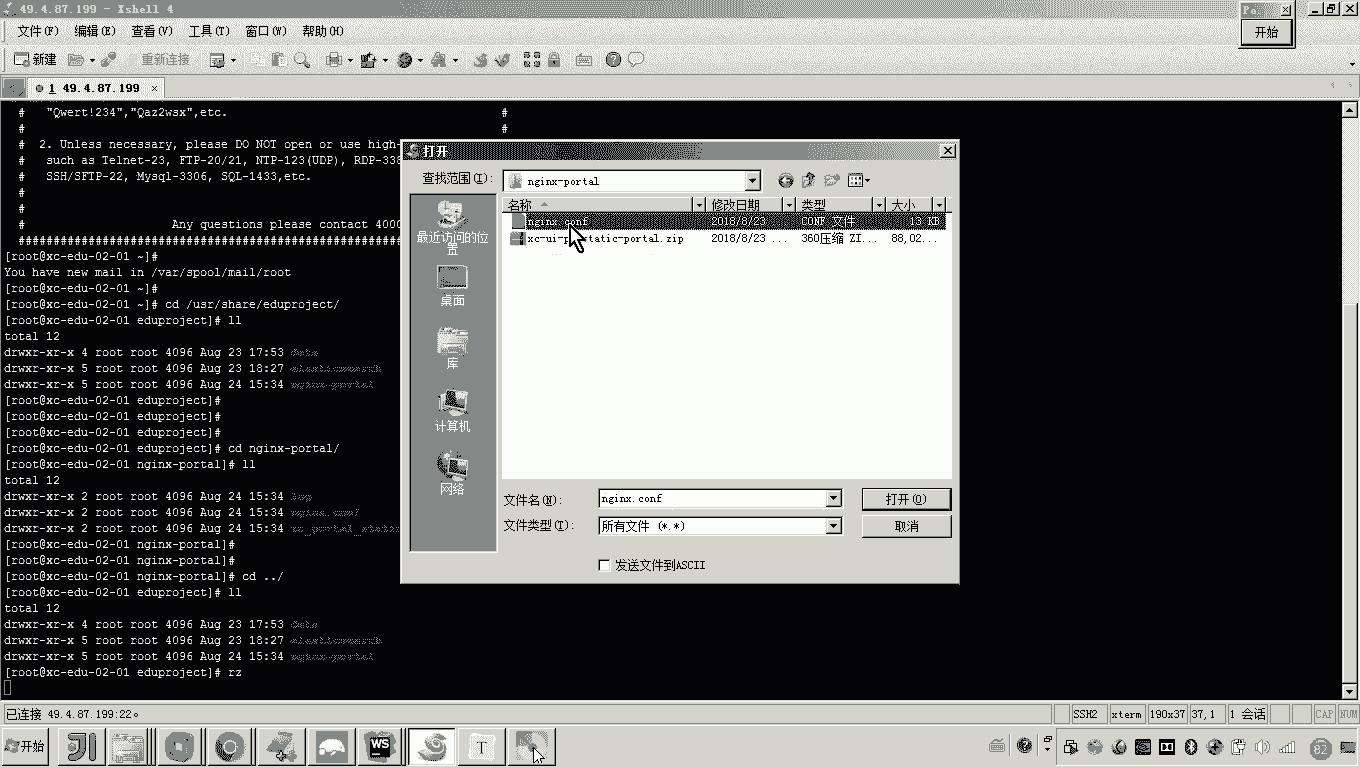 49.4.87.199 - Xshell 4
文件(F) 编辑(E) 查看(V) 工具(T) 窗口(W) 帮助(H)
开始
新建 重新连接
1 49.4.87.199 ×
# "Qwert!234","Qaz2wsx",etc. #
# #
# 2. Unless necessary, please DO NOT open or use high-
# such as Telnet-23, FTP-20/21, NTP-123(UDP), RDP-338
# SSH/SFTP-22, Mysql-3306, SQL-1433,etc.
#
#
# Any questions please contact 4000
[root@xc-edu-02-01 ~]#
You have new mail in /var/spool/mail/root
[root@xc-edu-02-01 ~]#
[root@xc-edu-02-01 ~]# cd /usr/share/eduproject/
[root@xc-edu-02-01 eduproject]# ll
total 12
drwxr-xr-x 4 root root 4096 Aug 23 17:53 data
drwxr-xr-x 5 root root 4096 Aug 23 18:27 elasticsearch
drwxr-xr-x 5 root root 4096 Aug 24 15:34 nginx-portal
[root@xc-edu-02-01 eduproject]#
[root@xc-edu-02-01 eduproject]#
[root@xc-edu-02-01 eduproject]#
[root@xc-edu-02-01 eduproject]# cd nginx-portal/
[root@xc-edu-02-01 nginx-portal]# ll
total 12
drwxr-xr-x 2 root root 4096 Aug 24 15:34 log
drwxr-xr-x 2 root root 4096 Aug 24 15:34
drwxr-xr-x 2 root root 4096 Aug 24 15:34
[root@xc-edu-02-01 nginx-portal]#
[root@xc-edu-02-01 nginx-portal]#
[root@xc-edu-02-01 nginx-portal]# cd ../
[root@xc-edu-02-01 eduproject]# ll
total 12
drwxr-xr-x 4 root root 4096 Aug 23 17:53 data
drwxr-xr-x 5 root root 4096 Aug 23 18:27 elasticsearch
drwxr-xr-x 5 root root 4096 Aug 24 15:34 nginx-portal
[root@xc-edu-02-01 eduproject]# rz
打开
查找范围(I): nginx-portal
名称 修改日期 类型 大小
nginx.conf 2018/8/23 CONF 文件 13 KB
2018/8/23 ... 360压缩 ZI... 88,02...
最近访问的位置
桌面
库
计算机
网络
文件名(N): nginx.conf 打开(O)
文件类型(T): 所有文件 (*.*) 取消
发送文件到ASCII
已连接 49.4.87.199:22。 SSH2 xterm 190x37 37,1 1 会话 CAP NUM
开始 WS T 82